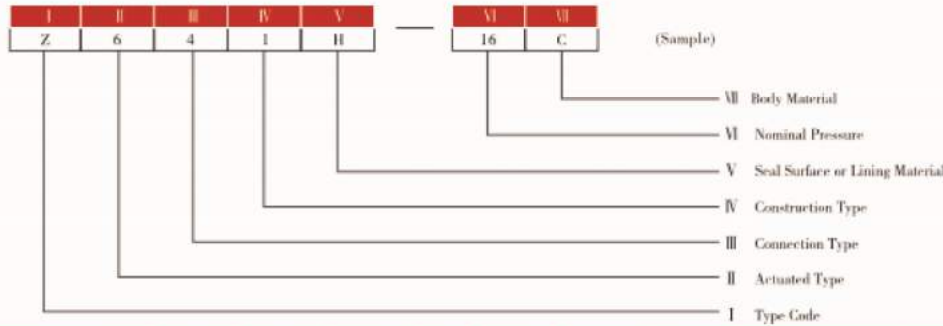 I II III IV V VI VII
Z 6 4 1 H — 16 C (Sample)
VII Body Material
VI Nominal Pressure
V Seal Surface or Lining Material
IV Construction Type
III Connection Type
II Actuated Type
I Type Code